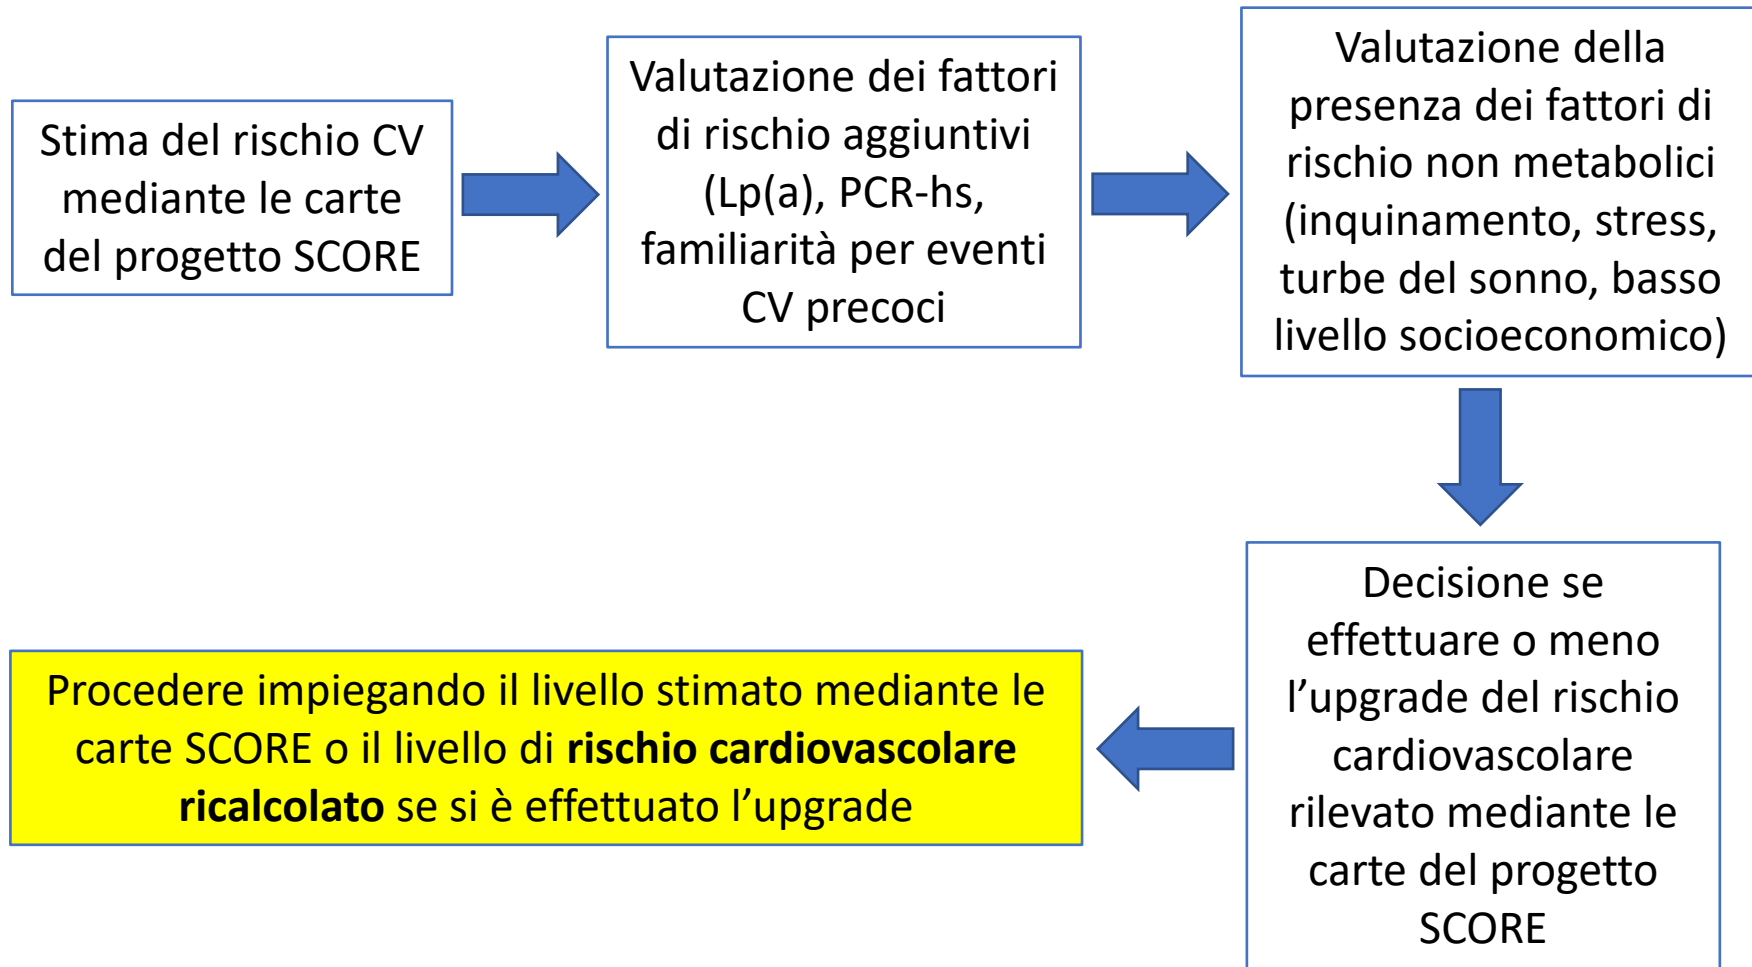 Stima del rischio CV
mediante le carte
del progetto SCORE
Valutazione dei fattori
di rischio aggiuntivi
(Lp(a), PCR-hs,
familiarità per eventi
CV precoci
Valutazione della
presenza dei fattori di
rischio non metabolici
(inquinamento, stress,
turbe del sonno, basso
livello socioeconomico)
Decisione se
effettuare o meno
l’upgrade del rischio
cardiovascolare
rilevato mediante le
carte del progetto
SCORE
Procedere impiegando il livello stimato mediante le
carte SCORE o il livello di rischio cardiovascolare
ricalcolato se si è effettuato l’upgrade